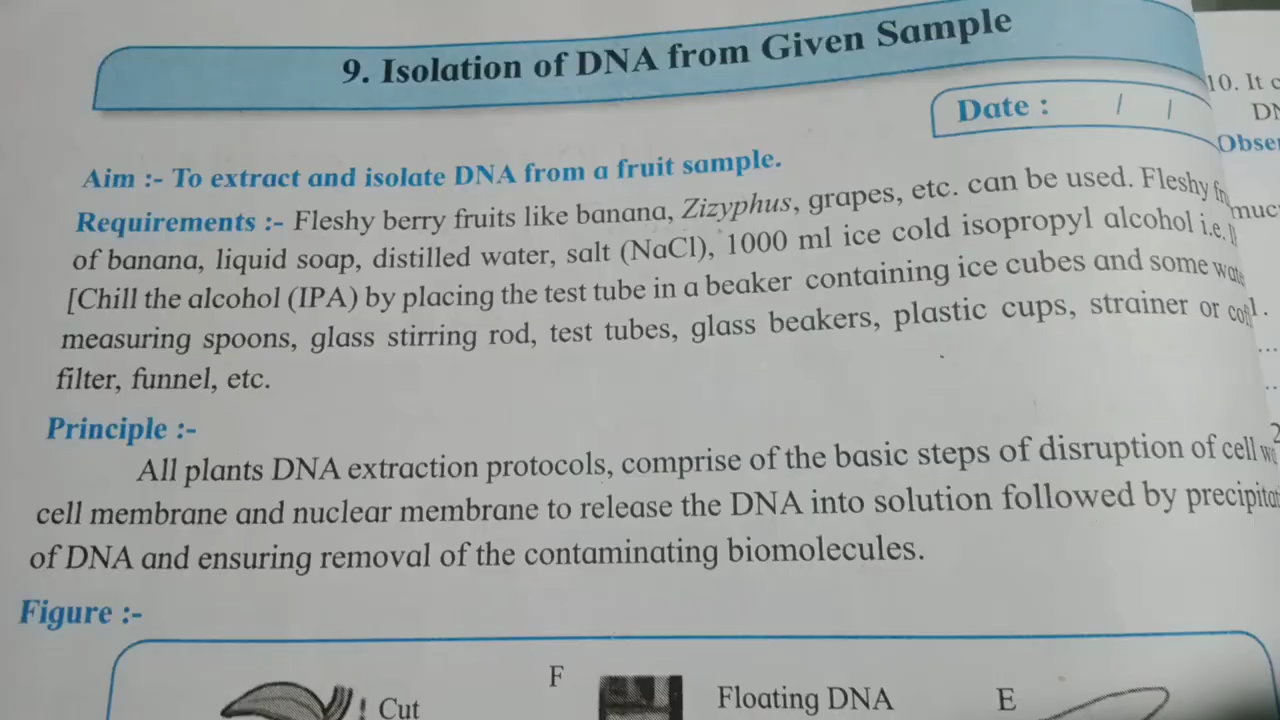 9. Isolation of DNA from Given Sample
Date : / /
Aim :- To extract and isolate DNA from a fruit sample.
Requirements :- Fleshy berry fruits like banana, Zizyphus, grapes, etc. can be used. Fleshy
of banana, liquid soap, distilled water, salt (NaCl), 1000 ml ice cold isopropyl alcohol i.e.
[Chill the alcohol (IPA) by placing the test tube in a beaker containing ice cubes and some
measuring spoons, glass stirring rod, test tubes, glass beakers, plastic cups, strainer or
filter, funnel, etc.
Principle :-
All plants DNA extraction protocols, comprise of the basic steps of disruption of cell
cell membrane and nuclear membrane to release the DNA into solution followed by
of DNA and ensuring removal of the contaminating biomolecules.
Figure :-
Cut
F
Floating DNA
E
10. It